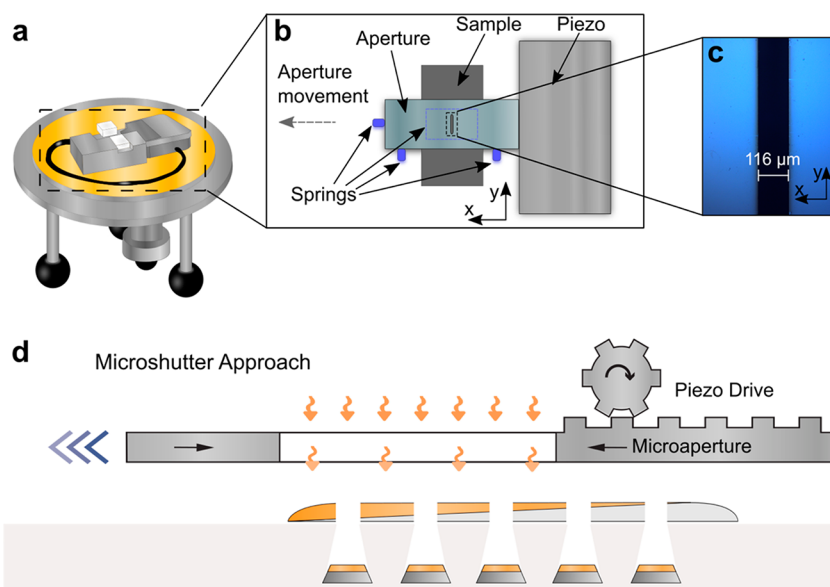 a
b
Aperture
Sample
Piezo
Aperture
movement
Springs
y
x
c
116 µm
y
x
d
Microshutter Approach
Piezo Drive
Microaperture